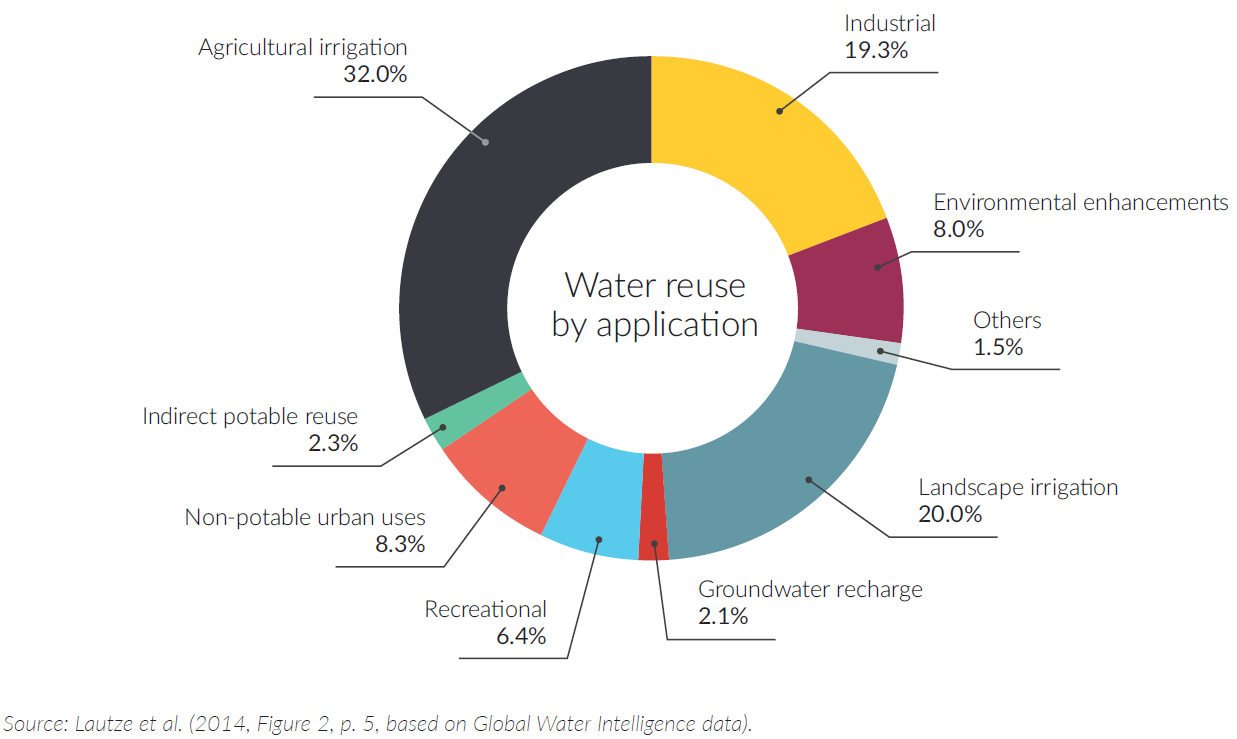 Industrial
19.3%
Agricultural irrigation
32.0%
Environmental enhancements
8.0%
Water reuse
by application
Others
1.5%
Indirect potable reuse
2.3%
Landscape irrigation
20.0%
Non-potable urban uses
8.3%
Groundwater recharge
2.1%
Recreational
6.4%
Source: Lautze et al. (2014, Figure 2, p. 5, based on Global Water Intelligence data).